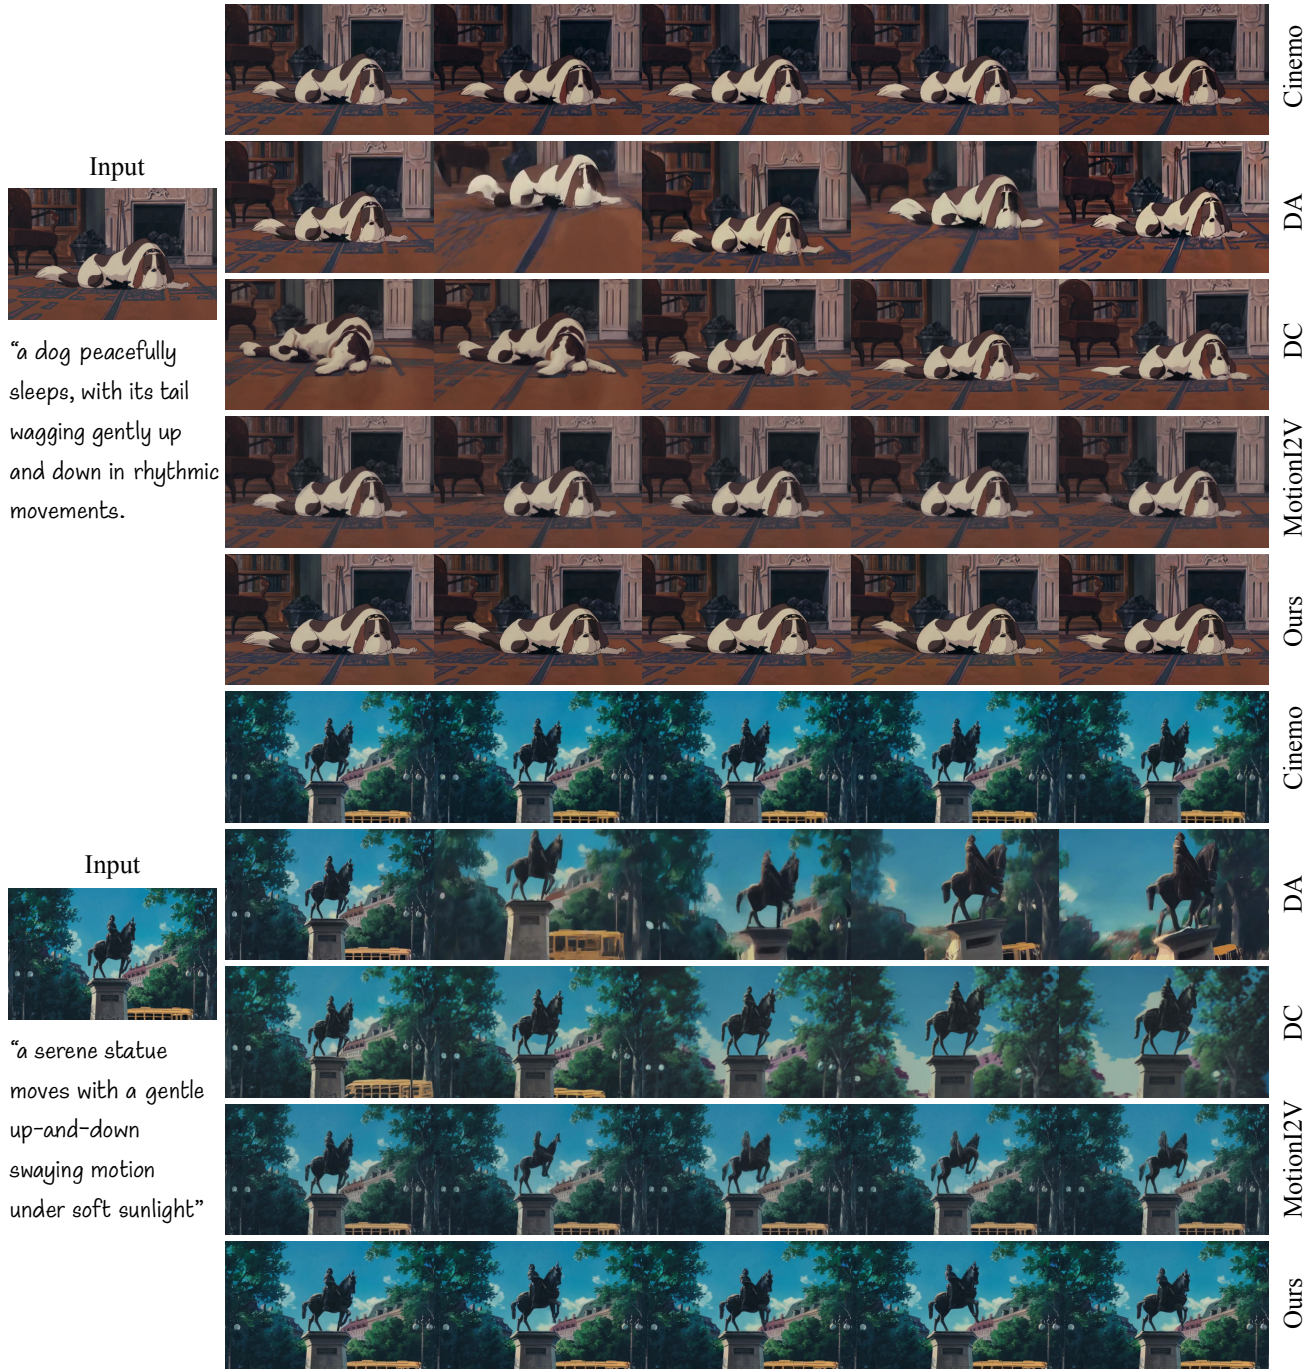 Input
“a dog peacefully
sleeps, with its tail
wagging gently up
and down in rhythmic
movements.
Cinemo
DA
DC
MotionI2V
Ours
Input
“a serene statue
moves with a gentle
up-and-down
swaying motion
under soft sunlight”
Cinemo
DA
DC
MotionI2V
Ours